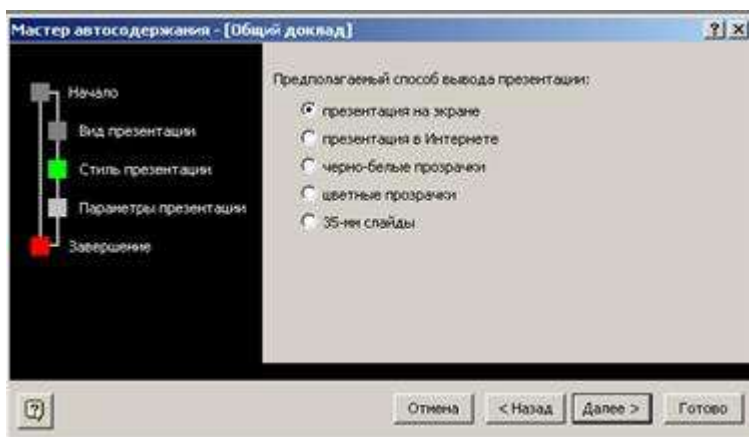 Мастер автосодержания - [Общий доклад]
Начало
Вид презентации
Стиль презентации
Параметры презентации
Завершение
Предполагаемый способ вывода презентации:
презентация на экране
презентация в Интернете
черно-белые прозрачки
цветные прозрачки
35-мм слайды
Отмена
< Назад
Далее >
Готово